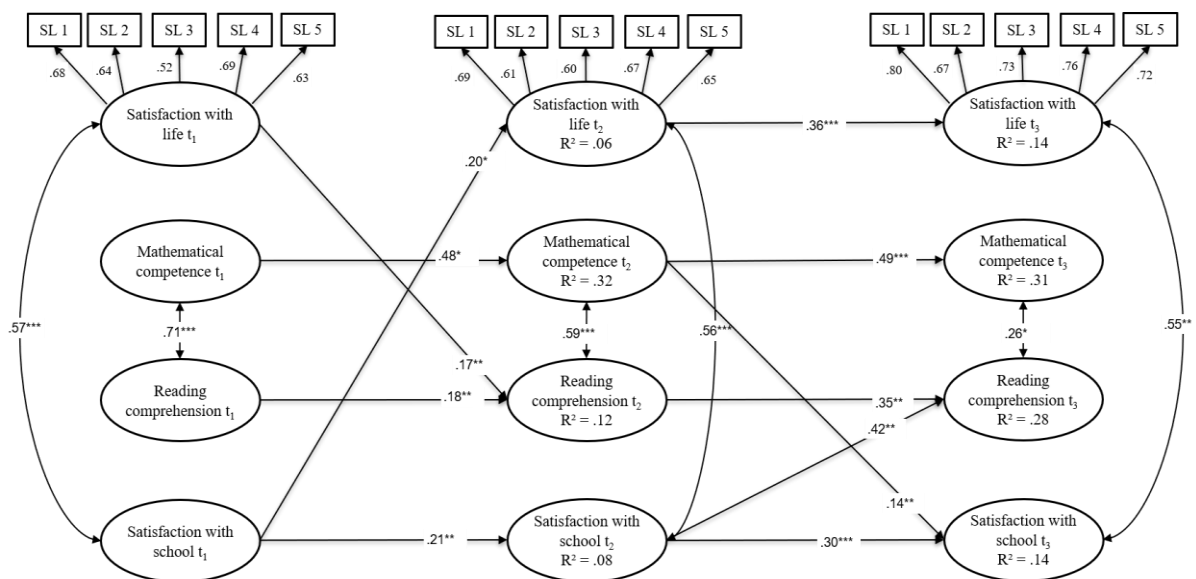 SL 1 SL 2 SL 3 SL 4 SL 5
SL 1 SL 2 SL 3 SL 4 SL 5
SL 1 SL 2 SL 3 SL 4 SL 5
.68 .64 .52 .69 .63
.69 .61 .60 .67 .65
.80 .67 .73 .76 .72
Satisfaction with
life t₁
Satisfaction with
life t₂
R² = .06
.36***
Satisfaction with
life t₃
R² = .14
.20*
Mathematical
competence t₁
.48*
Mathematical
competence t₂
R² = .32
.49***
Mathematical
competence t₃
R² = .31
.57***
.71***
.59***
.56***
.26*
.55**
.17**
Reading
comprehension t₁
.18**
Reading
comprehension t₂
R² = .12
.35**
Reading
comprehension t₃
R² = .28
.42**
.14**
Satisfaction with
school t₁
.21**
Satisfaction with
school t₂
R² = .08
.30***
Satisfaction with
school t₃
R² = .14